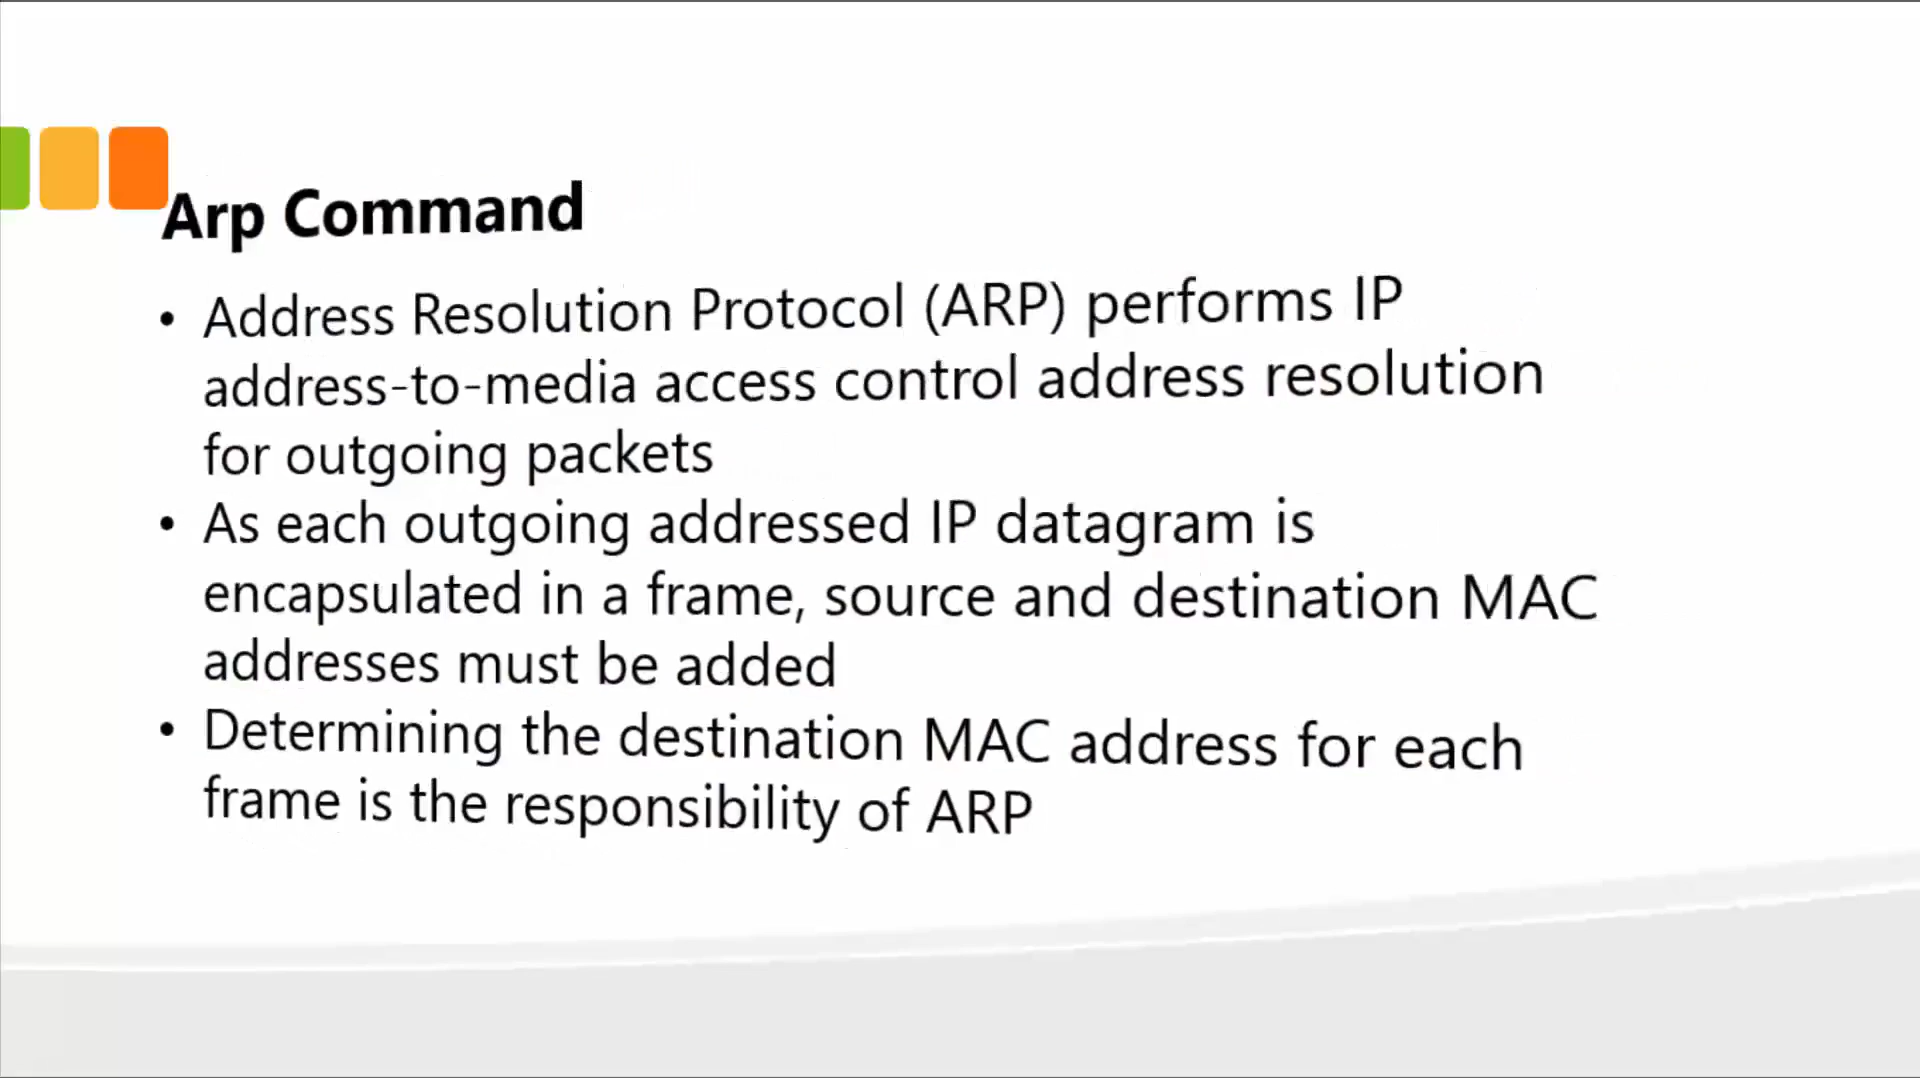 Arp Command
• Address Resolution Protocol (ARP) performs IP
address-to-media access control address resolution
for outgoing packets
• As each outgoing addressed IP datagram is
encapsulated in a frame, source and destination MAC
addresses must be added
• Determining the destination MAC address for each
frame is the responsibility of ARP